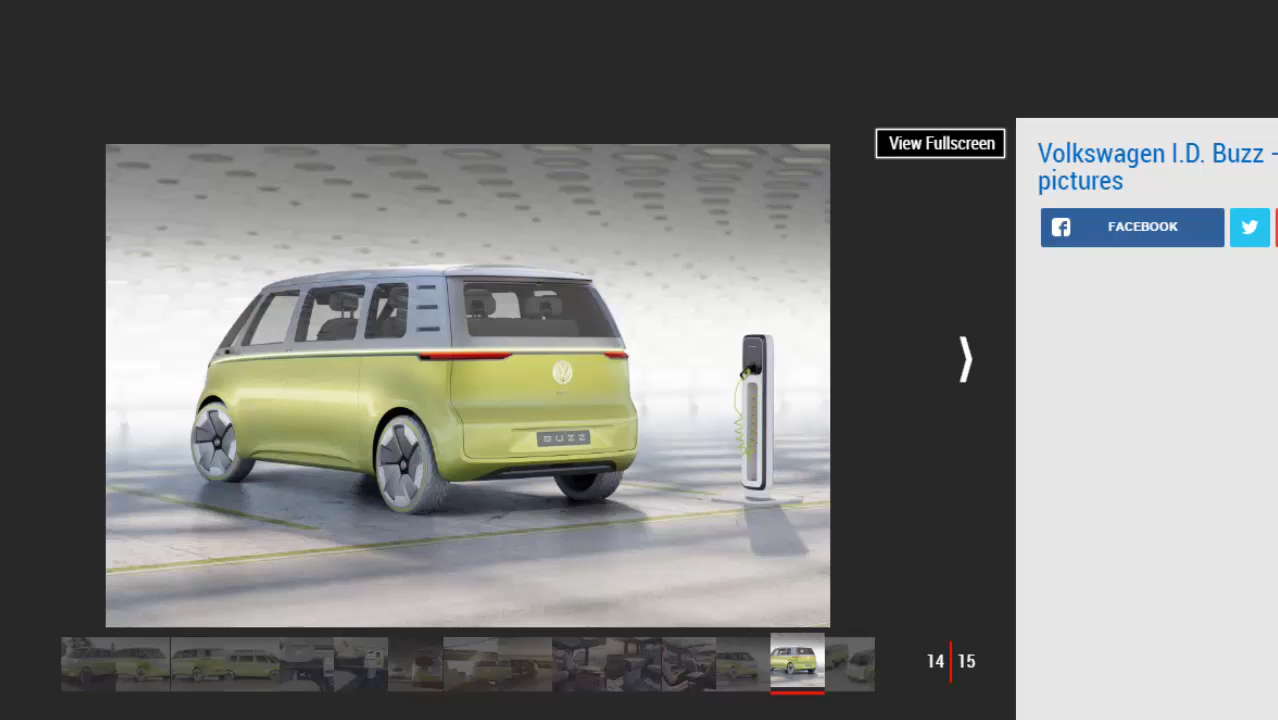 View Fullscreen
Volkswagen I.D. Buzz -
pictures
FACEBOOK
BUZZ
14 15